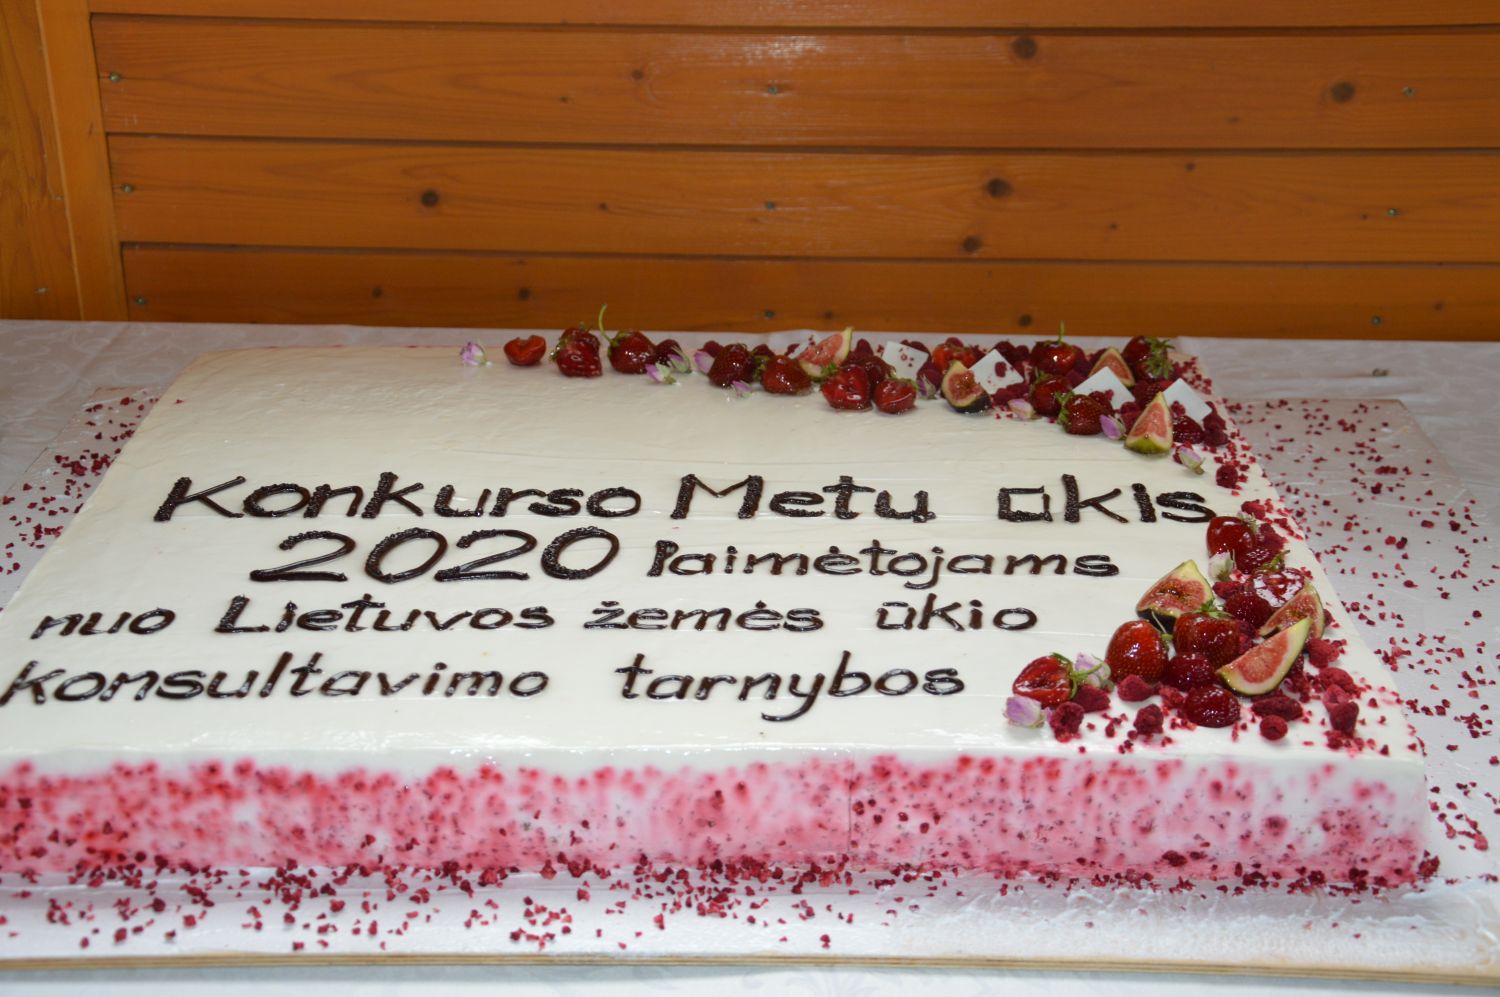 Konkurso Metų ūkis
2020 laimėtojams
nuo Lietuvos žemės ūkio
konsultavimo tarnybos